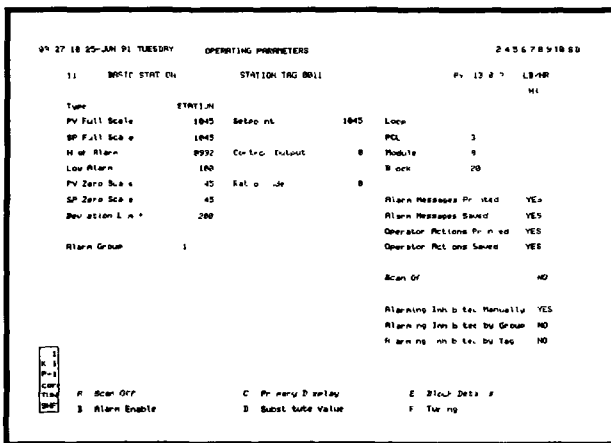 09 27 18 25-JUN 91 TUESDAY OPERATING PARAMETERS 2 4 5 6 7 8 9 10 60
11 BASIC STATION STATION TAG 0011 PV LB/HR
Type STATION
PV Full Scale 1045 Setpoint 1045 Loop
SP Full Scale 1045 PCL 3
High Alarm 0992 Control Output 0 Module 9
Low Alarm 100 Block 20
PV Zero Scale 45 Ratio 0
SP Zero Scale 45 Alarm Messages Printed YES
Deviation Limit 200 Alarm Messages Saved YES
Operator Actions Printed YES
Alarm Group 1 Operator Actions Saved YES
Scan Off NO
Alarming Inhibited Manually YES
Alarming Inhibited by Group NO
Alarming Inhibited by Tag NO
A Scan Off C Primary Display E Block Details
B Alarm Enable D Substitute Value F Tuning